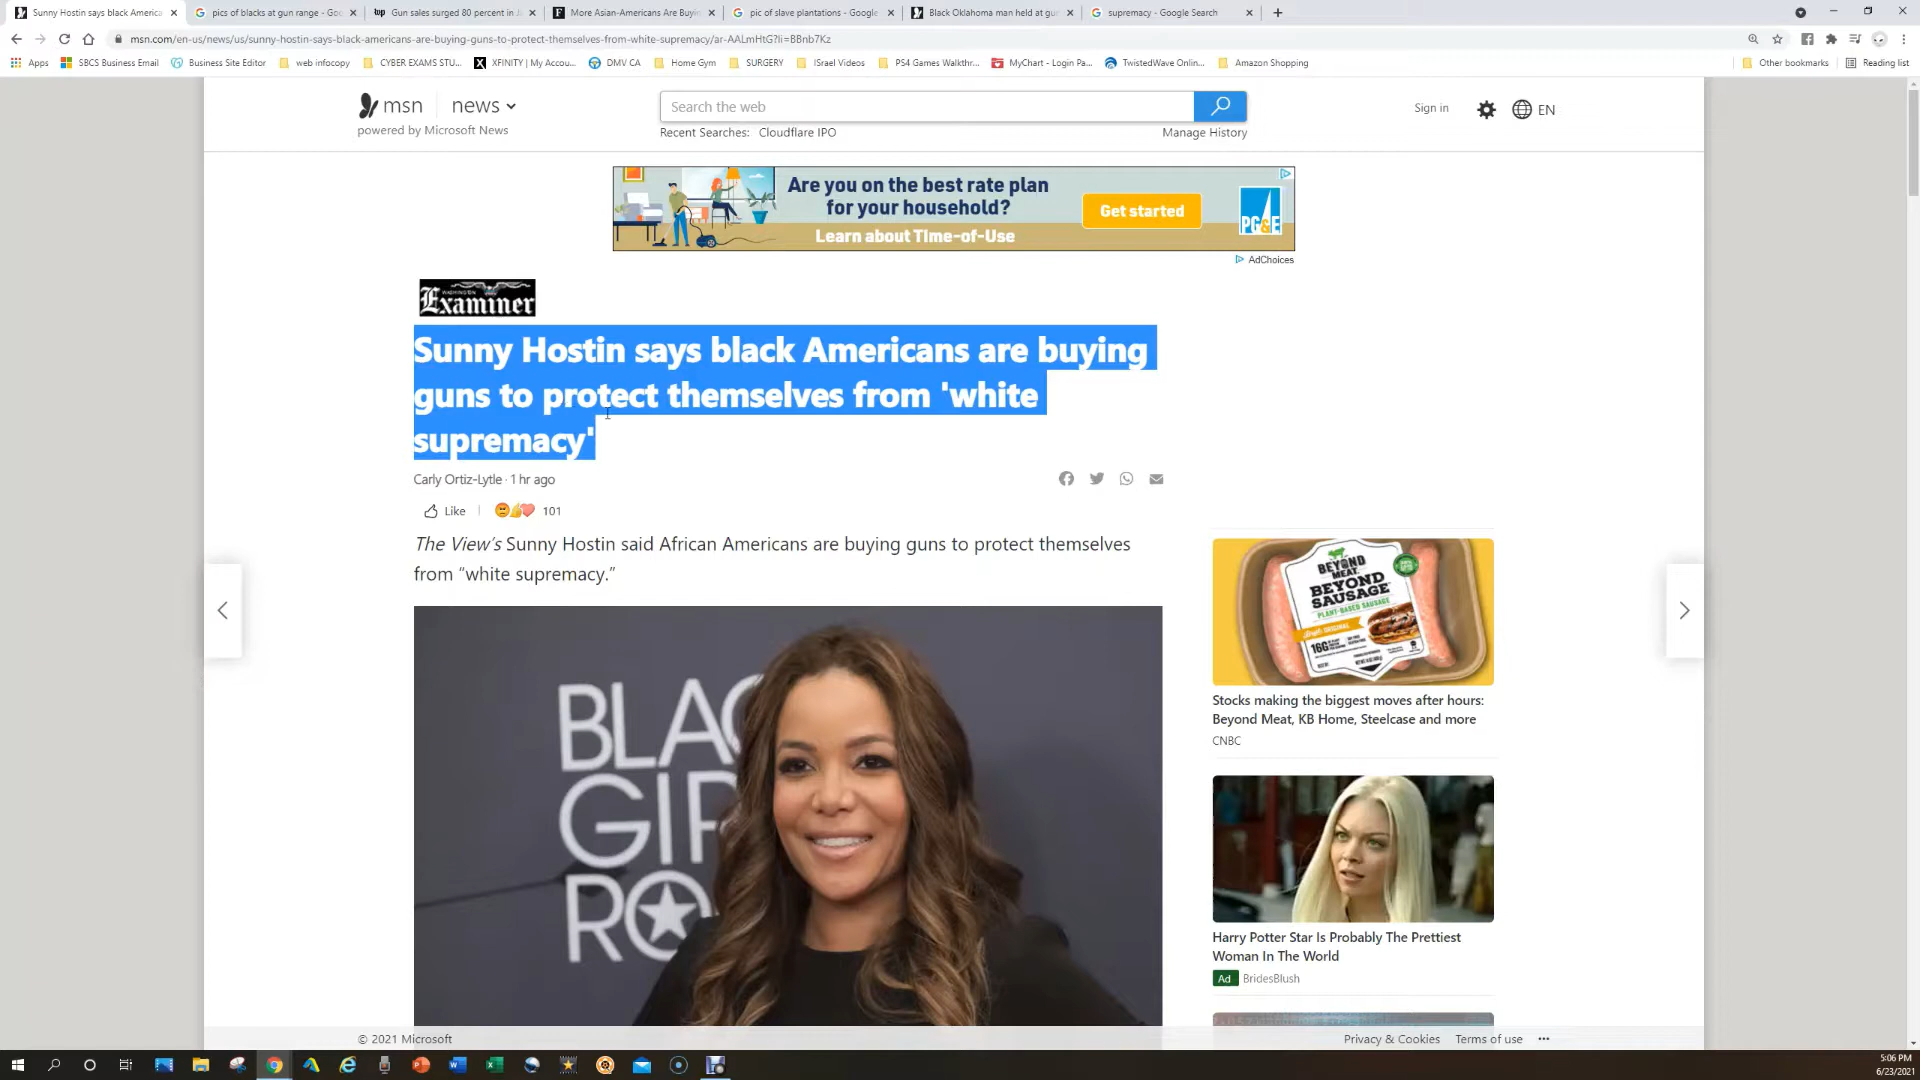 Sunny Hostin says black America
pics of blacks at gun range - Goo
wp Gun sales surged 80 percent in Ja
F More Asian-Americans Are Buyin
pic of slave plantations - Google
Black Oklahoma man held at gun
supremacy - Google Search
msn.com/en-us/news/us/sunny-hostin-says-black-americans-are-buying-guns-to-protect-themselves-from-white-supremacy/ar-AALmHtG?li=BBnb7Kz
Apps SBCS Business Email Business Site Editor web infocopy CYBER EXAMS STU... XFINITY | My Accou... DMV CA Home Gym SURGERY ISrael Videos PS4 Games Walkthr... MyChart - Login Pa... TwistedWave Onlin... Amazon Shopping Other bookmarks Reading list
msn news
powered by Microsoft News
Search the web
Recent Searches: Cloudflare IPO Manage History
Sign in EN
Are you on the best rate plan
for your household?
Learn about Time-of-Use
Get started
PG&E
AdChoices
WASHINGTON
Examiner
Sunny Hostin says black Americans are buying
guns to protect themselves from 'white
supremacy'
Carly Ortiz-Lytle · 1 hr ago
Like 101
The View's Sunny Hostin said African Americans are buying guns to protect themselves
from “white supremacy.”
BLAC
GIR
RO
BEYOND
MEAT
BEYOND
SAUSAGE
PLANT-BASED SAUSAGE
16G
Stocks making the biggest moves after hours:
Beyond Meat, KB Home, Steelcase and more
CNBC
Harry Potter Star Is Probably The Prettiest
Woman In The World
Ad BridesBlush
© 2021 Microsoft
Privacy & Cookies Terms of use ...
5:06 PM
6/23/2021